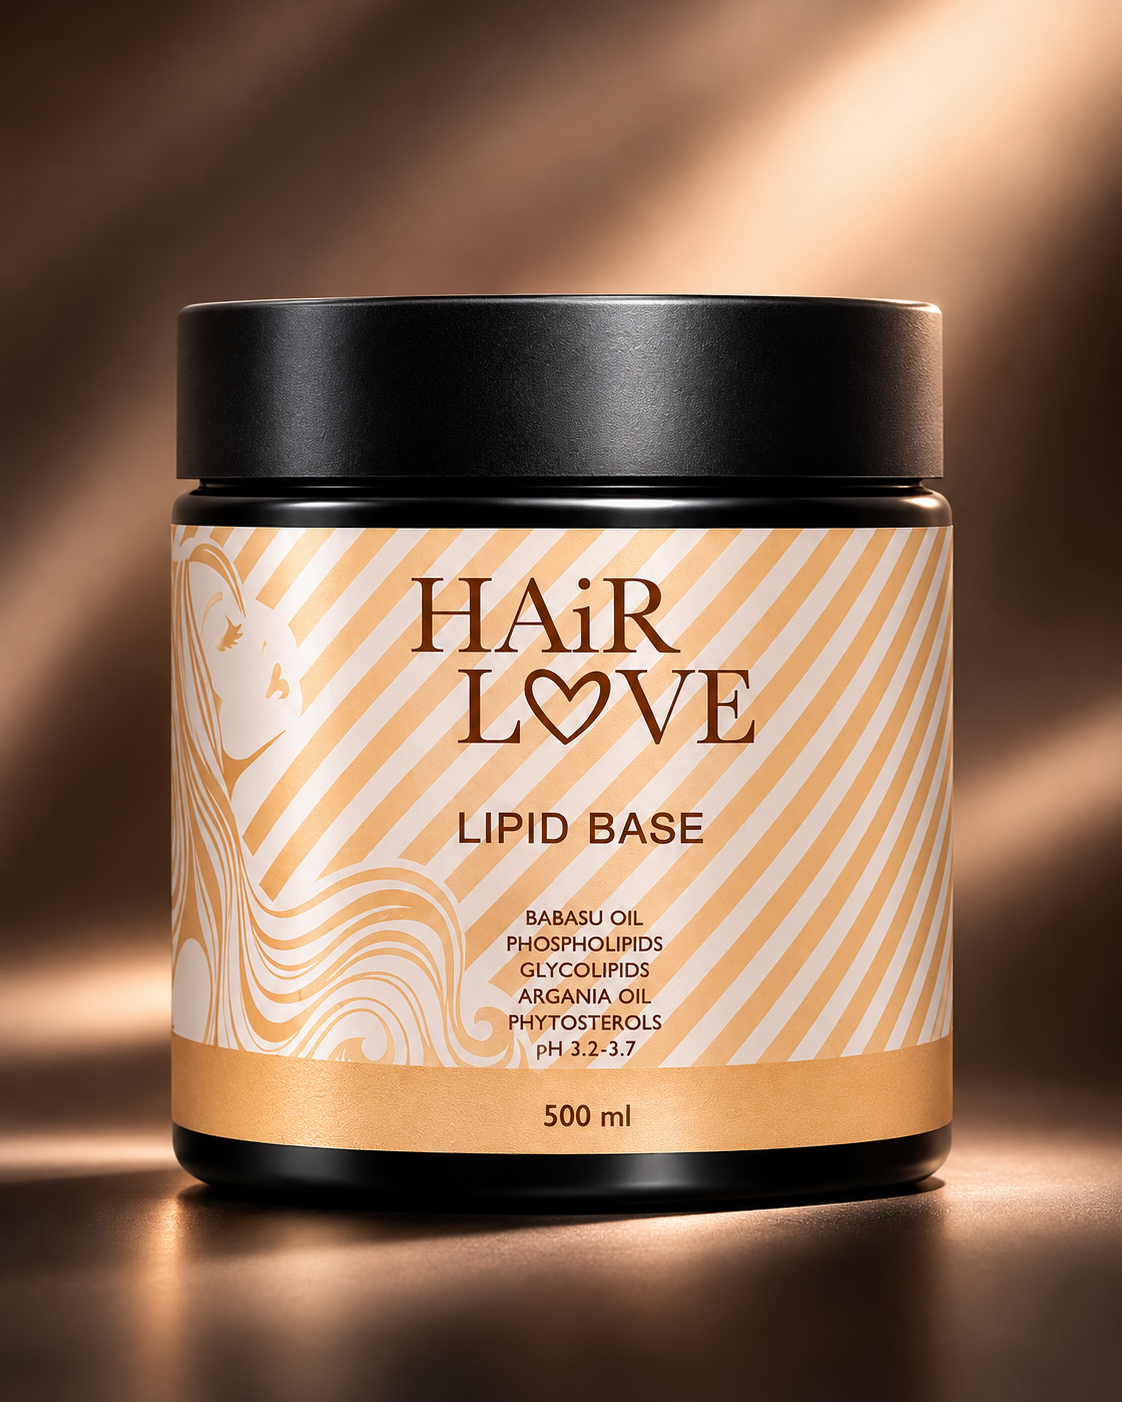 HAiR
LOVE
LIPID BASE
BABASU OIL
PHOSPHOLIPIDS
GLYCOLIPIDS
ARGANIA OIL
PHYTOSTEROLS
pH 3.2-3.7
500 ml